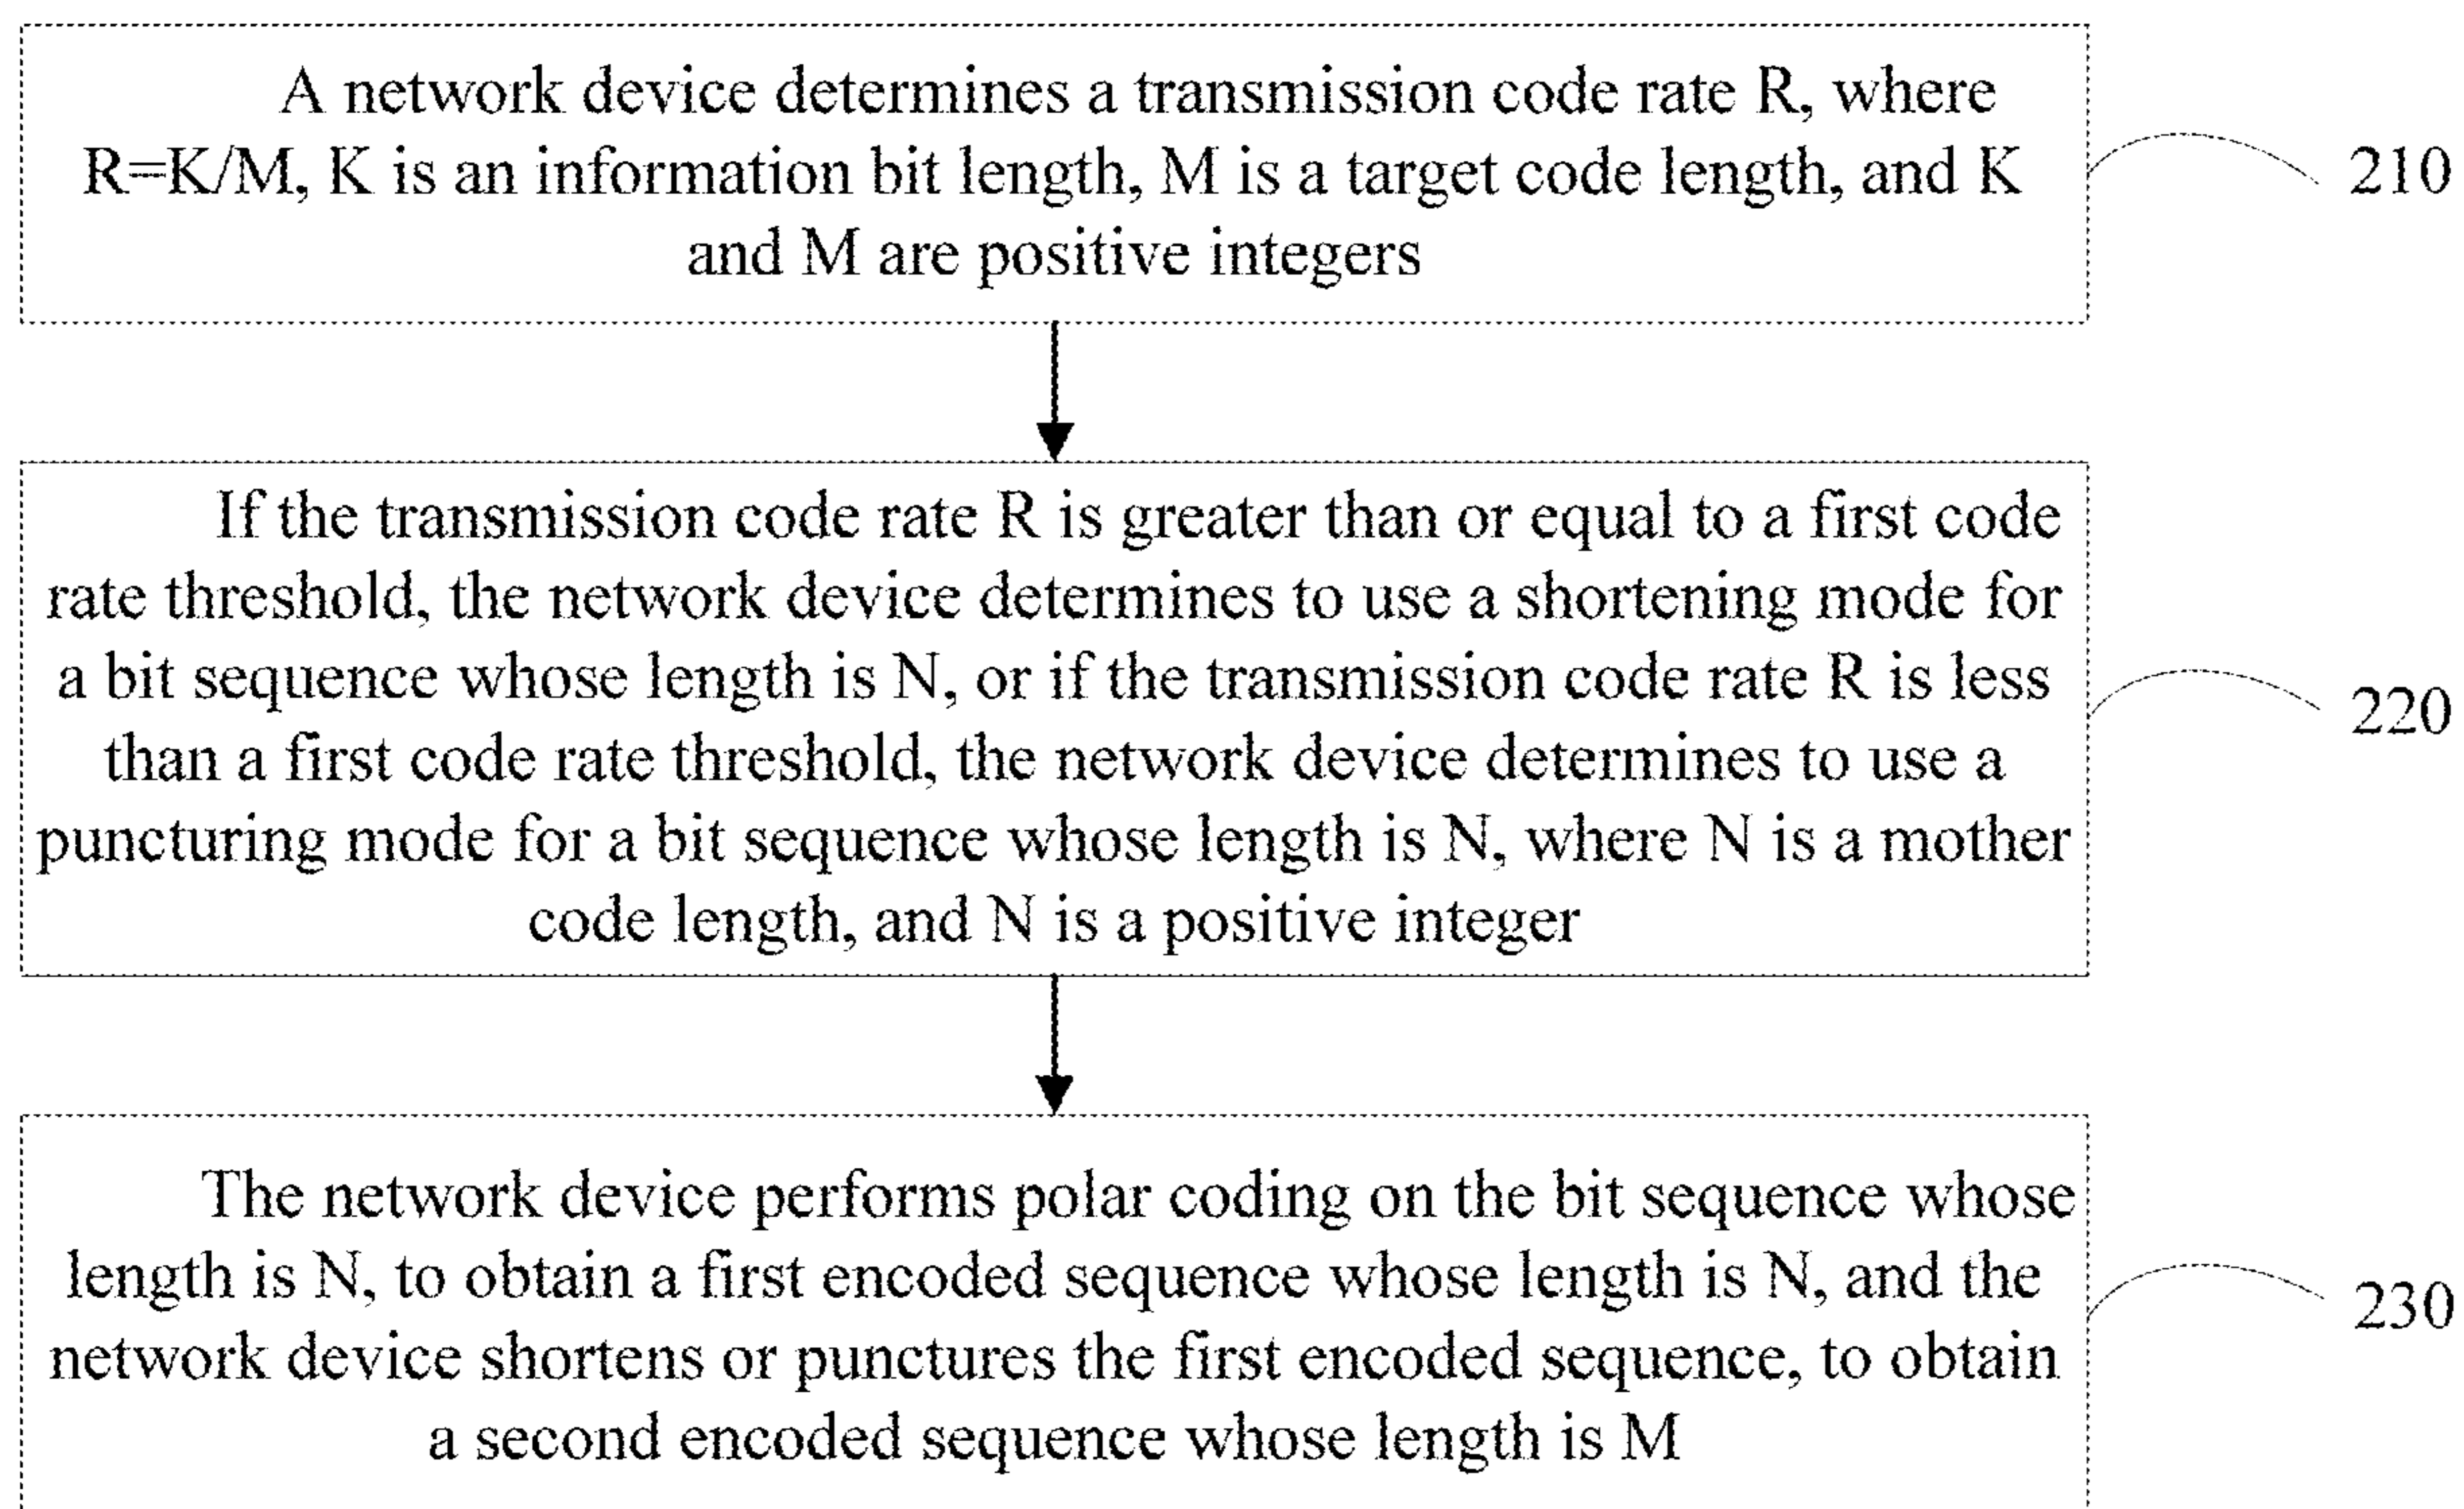 A network device determines a transmission code rate R, where
R=K/M, K is an information bit length, M is a target code length, and K
and M are positive integers
210
If the transmission code rate R is greater than or equal to a first code
rate threshold, the network device determines to use a shortening mode for
a bit sequence whose length is N, or if the transmission code rate R is less
than a first code rate threshold, the network device determines to use a
puncturing mode for a bit sequence whose length is N, where N is a mother
code length, and N is a positive integer
220
The network device performs polar coding on the bit sequence whose
length is N, to obtain a first encoded sequence whose length is N, and the
network device shortens or punctures the first encoded sequence, to obtain
a second encoded sequence whose length is M
230